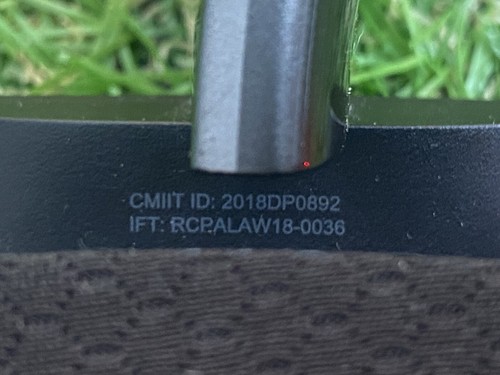 CMIIT ID: 2018DP0892
IFT: RCPALAW18-0036